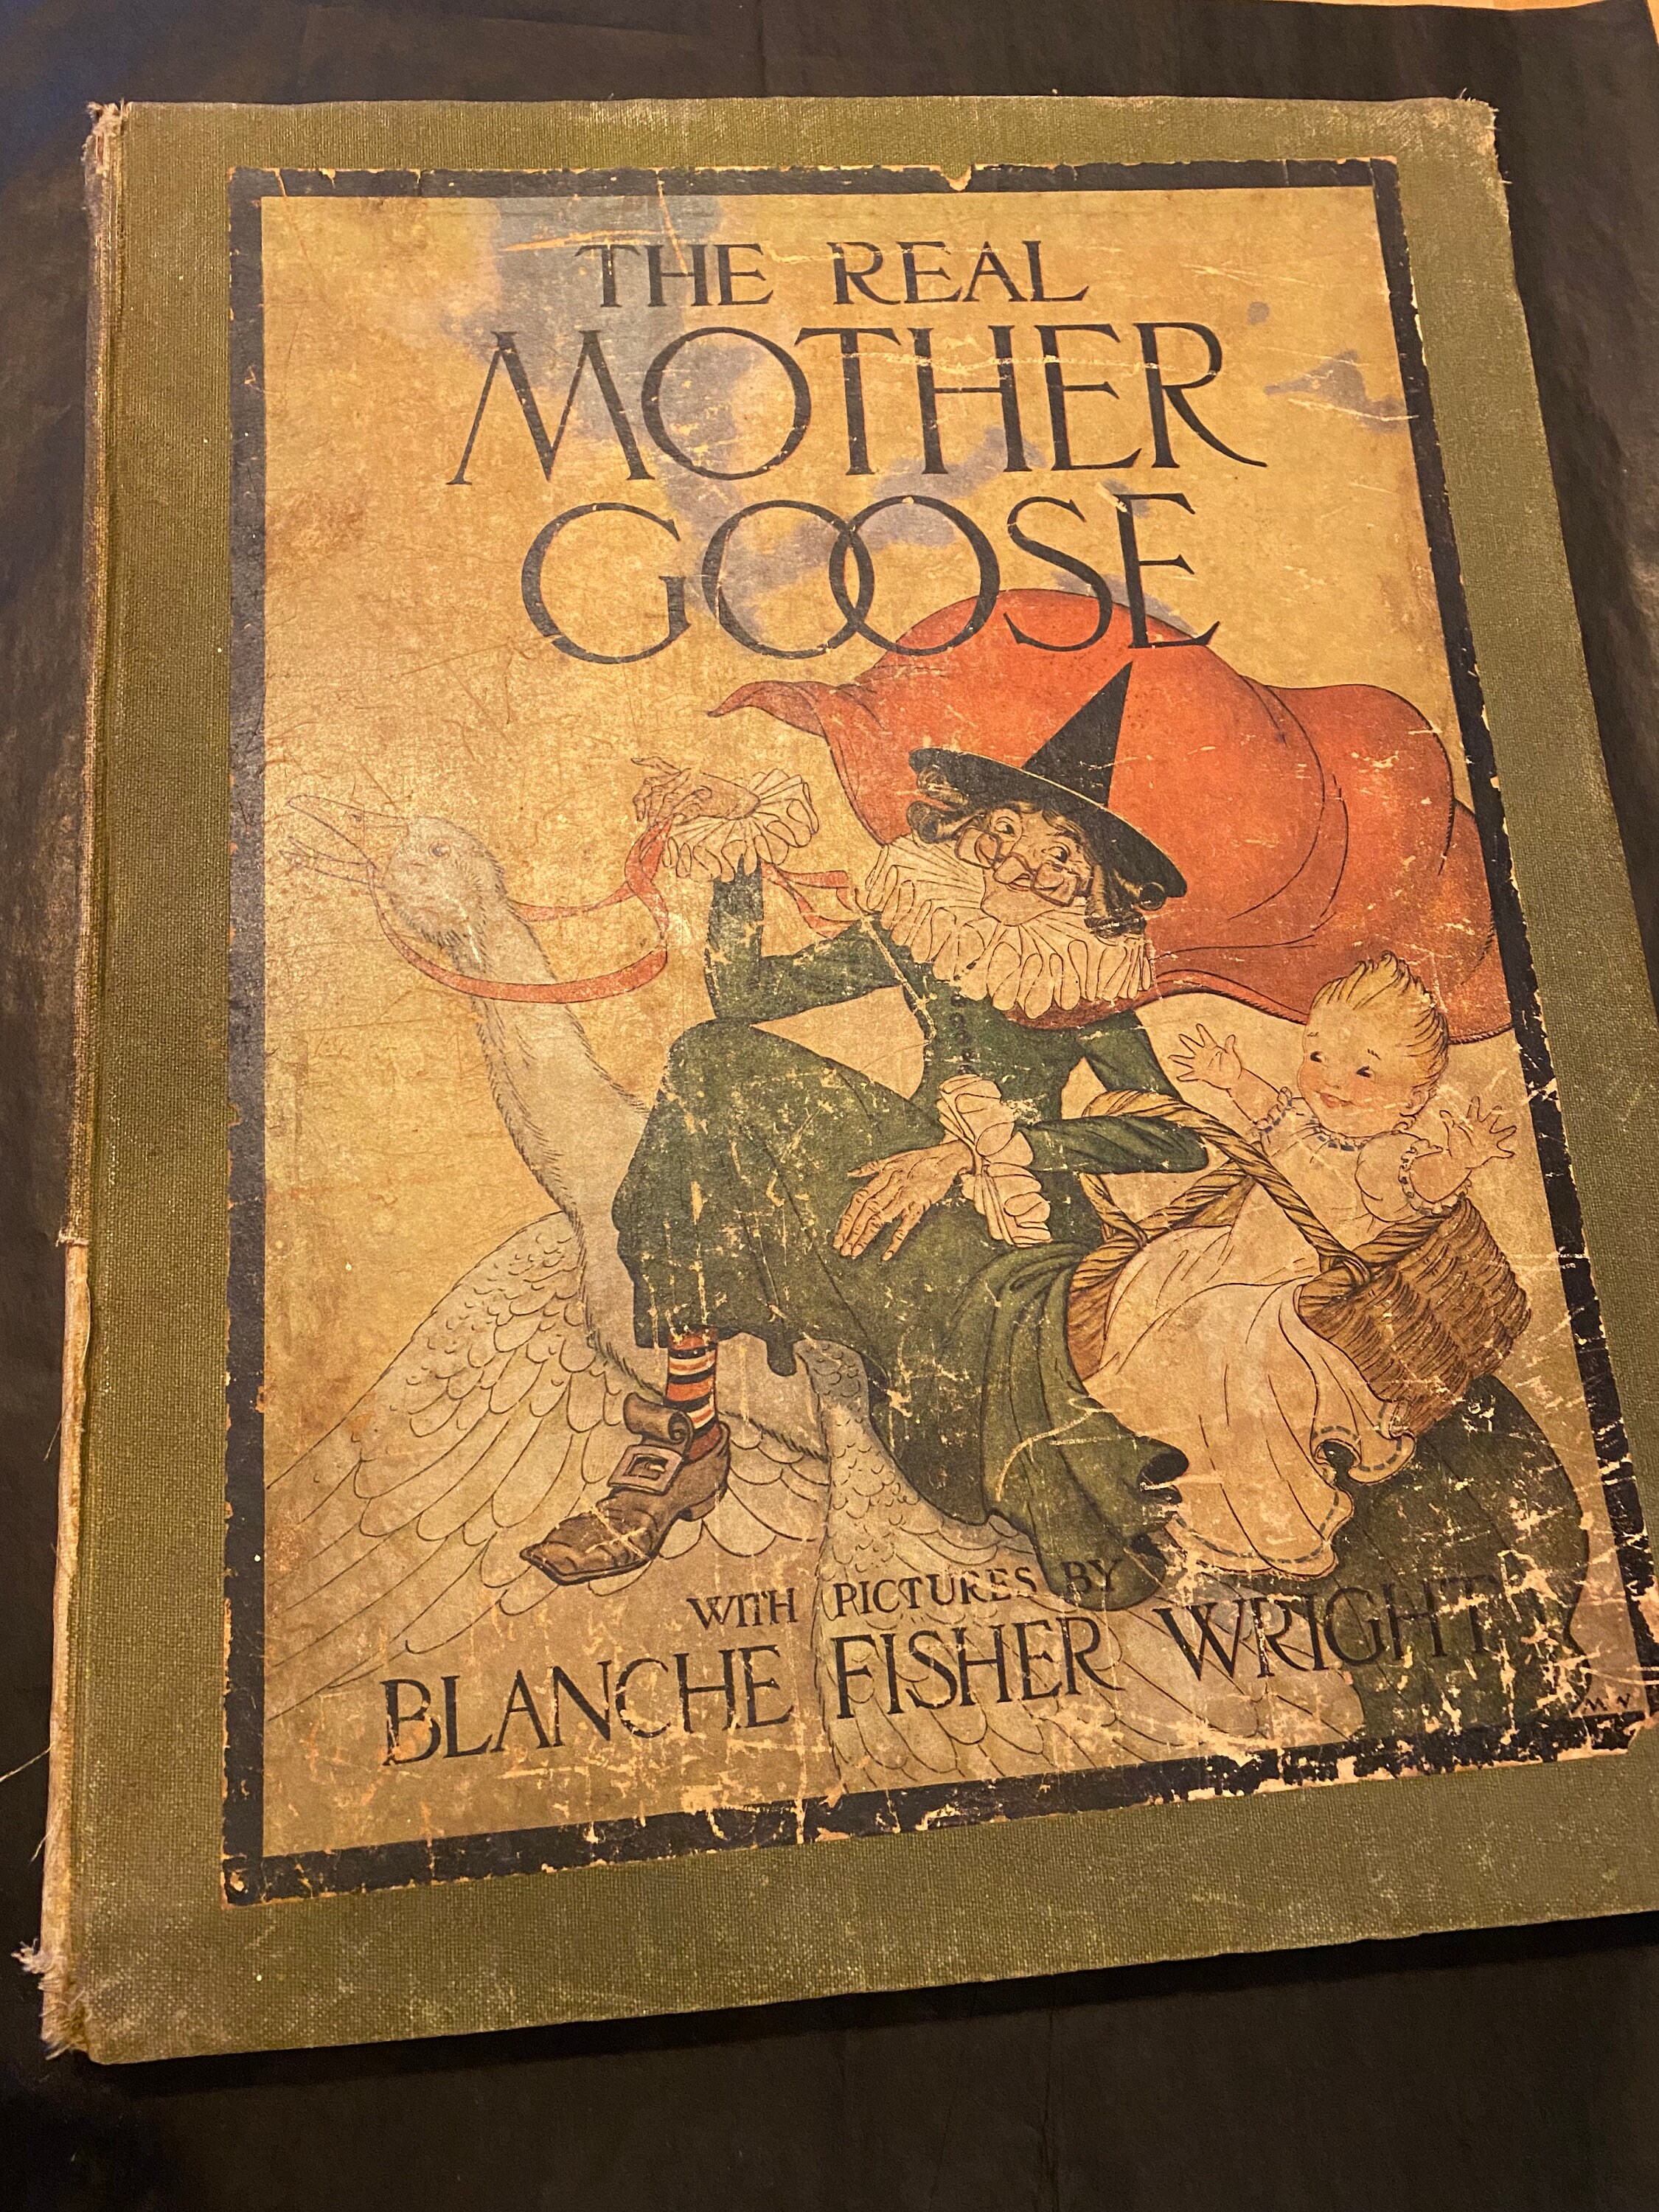 THE REAL
MOTHER
GOOSE
WITH PICTURES BY
BLANCHE FISHER WRIGHT
M N